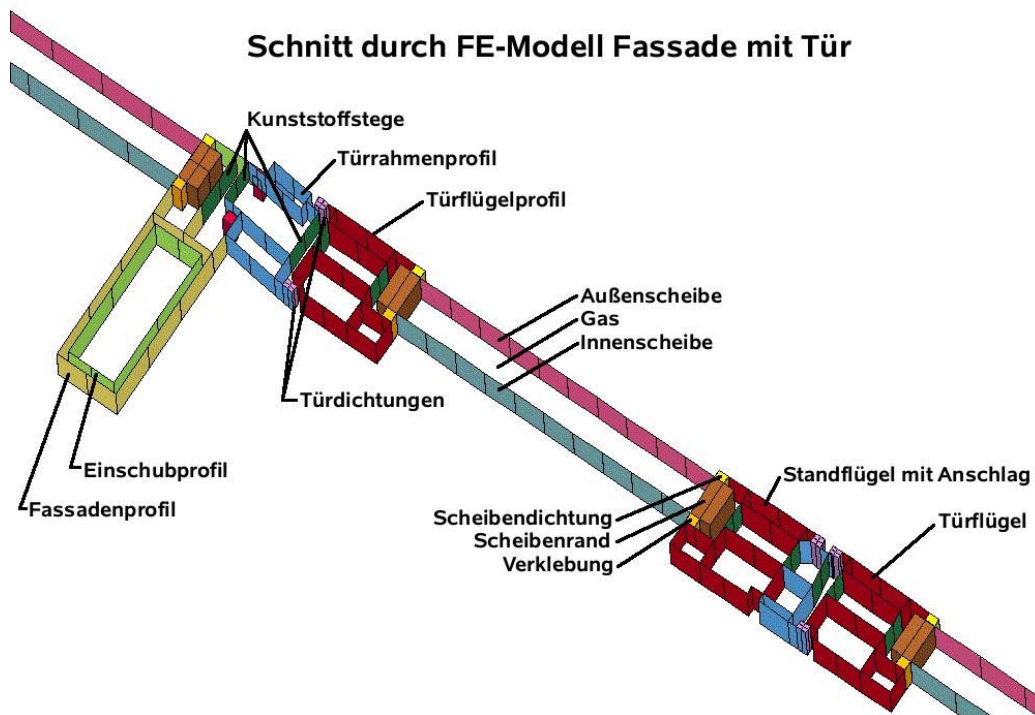 Schnitt durch FE-Modell Fassade mit Tür
Kunststoffstege
Türrahmenprofil
Türflügelprofil
Außenscheibe
Gas
Innenscheibe
Türdichtungen
Einschubprofil
Fassadenprofil
Standflügel mit Anschlag
Scheibendichtung
Türflügel
Scheibenrand
Verklebung